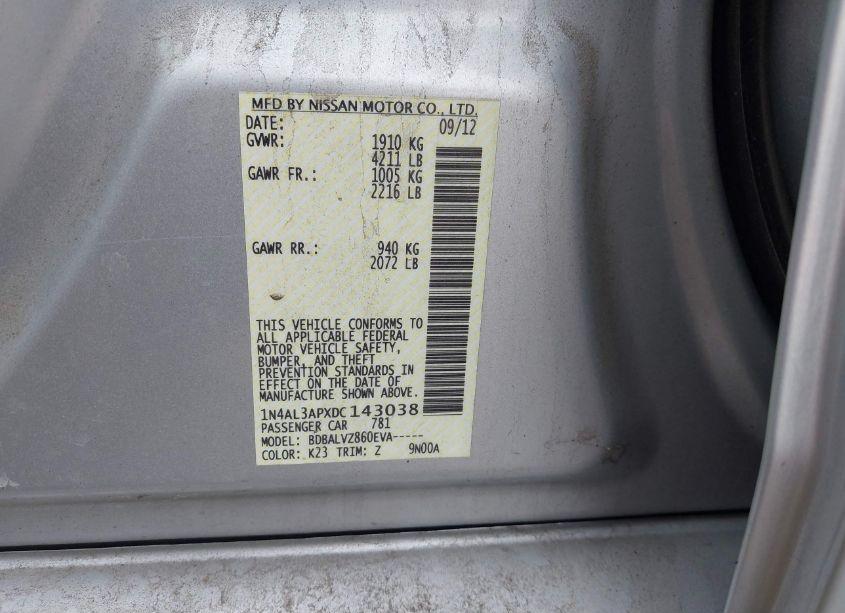 MFD BY NISSAN MOTOR CO., LTD.
DATE: 09/12
GVWR: 1910 KG
4211 LB
GAWR FR.: 1005 KG
2216 LB
GAWR RR.: 940 KG
2072 LB
THIS VEHICLE CONFORMS TO
ALL APPLICABLE FEDERAL
MOTOR VEHICLE SAFETY,
BUMPER, AND THEFT
PREVENTION STANDARDS IN
EFFECT ON THE DATE OF
MANUFACTURE SHOWN ABOVE.
1N4AL3APXDC143038
PASSENGER CAR 781
MODEL: BDBALVZ860EVA-----
COLOR: K23 TRIM: Z 9N00A